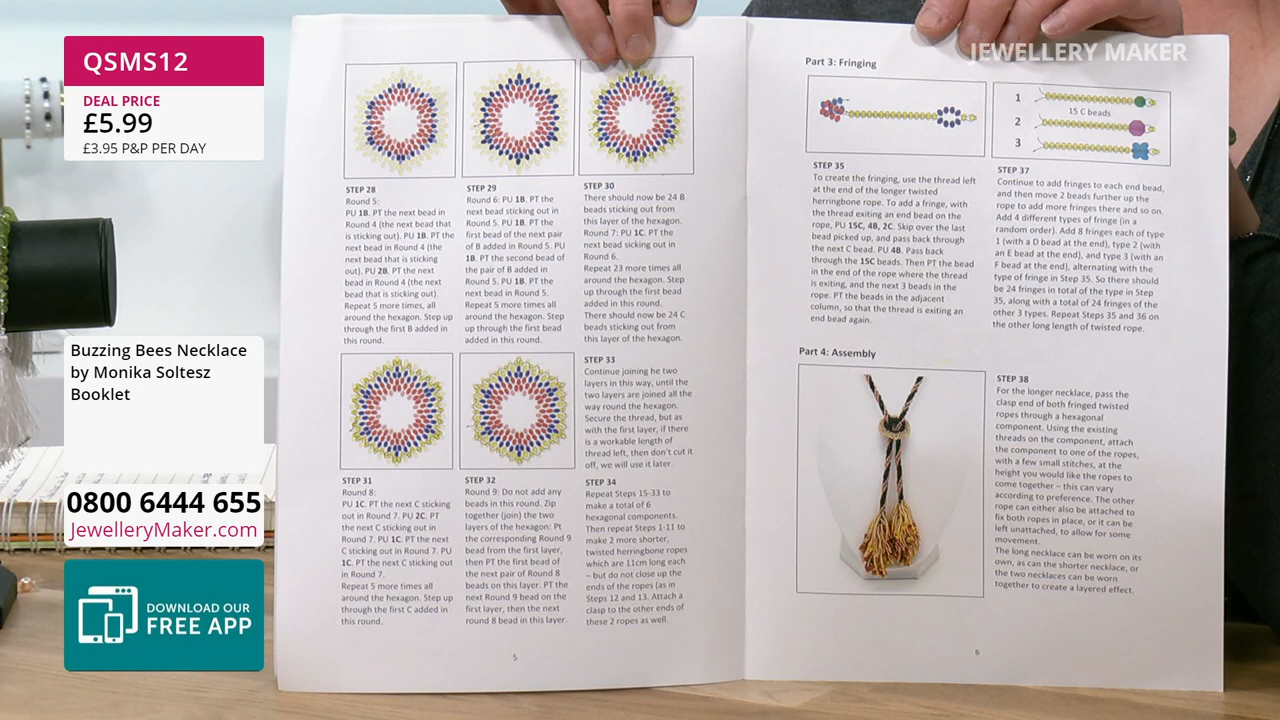 QSMS12
DEAL PRICE
£5.99
£3.95 P&P PER DAY
Buzzing Bees Necklace
by Monika Soltesz
Booklet
0800 6444 655
JewelleryMaker.com
DOWNLOAD OUR
FREE APP
JEWELLERY MAKER
STEP 28
Round 5:
PU 1B. PT the next bead in
Round 4 (the next bead that
is sticking out). PU 1B. PT the
next bead in Round 4 (the
next bead that is sticking
out). PU 2B. PT the next
bead in Round 4 (the next
bead that is sticking out).
Repeat 5 more times, all
around the hexagon. Step up
through the first B added in
this round.
STEP 29
Round 6: PU 1B. PT the
next bead sticking out in
Round 5. PU 1B. PT the
first bead of the next pair
of B added in Round 5. PU
1B. PT the second bead of
the pair of B added in
Round 5. PU 1B. PT the
next bead in Round 5.
Repeat 5 more times all
around the hexagon. Step
up through the first bead
added in this round.
STEP 30
There should now be 24 B
beads sticking out from
this layer of the hexagon.
Round 7: PU 1C. PT the
next bead sicking out in
Round 6.
Repeat 23 more times all
around the hexagon. Step
up through the first bead
added in this round.
There should now be 24 C
beads sticking out from
this layer of the hexagon.
STEP 31
Round 8:
PU 1C. PT the next C sticking
out in Round 7. PU 2C. PT
the next C sticking out in
Round 7. PU 1C. PT the next
C sticking out in Round 7. PU
1C. PT the next C sticking out
in Round 7.
Repeat 5 more times all
around the hexagon. Step up
through the first C added in
this round.
STEP 32
Round 9: Do not add any
beads in this round. Zip
together (join) the two
layers of the hexagon: Pt
the corresponding Round 9
bead from the first layer,
then PT the first bead of
the next pair of Round 8
beads on this layer. PT the
next Round 9 bead on the
first layer, then the next
round 8 bead in this layer.
STEP 33
Continue joining he two
layers in this way, until the
two layers are joined all the
way round the hexagon.
Secure the thread, but as
with the first layer, if there
is a workable length of
thread left, then don't cut it
off, we will use it later.
STEP 34
Repeat Steps 15-33 to
make a total of 6
hexagonal components.
Then repeat Steps 1-11 to
make 2 more shorter,
twisted herringbone ropes
which are 11cm long each
– but do not close up the
ends of the ropes (as in
Steps 12 and 13. Attach a
clasp to the other ends of
these 2 ropes as well.
5
Part 3: Fringing
1
15 C beads
2
3
STEP 35
To create the fringing, use the thread left
at the end of the longer twisted
herringbone rope. To add a fringe, with
the thread exiting an end bead on the
rope, PU 15C, 4B, 2C. Skip over the last
bead picked up, and pass back through
the next C bead. PU 4B. Pass back
through the 15C beads. Then PT the bead
in the end of the rope where the thread
is exiting, and the next 3 beads in the
rope. PT the beads in the adjacent
column, so that the thread is exiting an
end bead again.
STEP 37
Continue to add fringes to each end bead,
and then move 2 beads further up the
rope to add more fringes there and so on.
Add 4 different types of fringe (in a
random order). Add 8 fringes each of type
1 (with a D bead at the end), type 2 (with
an E bead at the end), and type 3 (with an
F bead at the end), alternating with the
type of fringe in Step 35. So there should
be 24 fringes in total of the type in Step
35, along with a total of 24 fringes of the
other 3 types. Repeat Steps 35 and 36 on
the other long length of twisted rope.
Part 4: Assembly
STEP 38
For the longer necklace, pass the
clasp end of both fringed twisted
ropes through a hexagonal
component. Using the existing
threads on the component, attach
the component to one of the ropes,
with a few small stitches, at the
height you would like the ropes to
come together – this can vary
according to preference. The other
rope can either be attached to
fix both ropes in place, or it can be
left unattached, to allow for some
movement.
The long necklace can be worn on its
own, as can the shorter necklace, or
the two necklaces can be worn
together to create a layered effect.
6